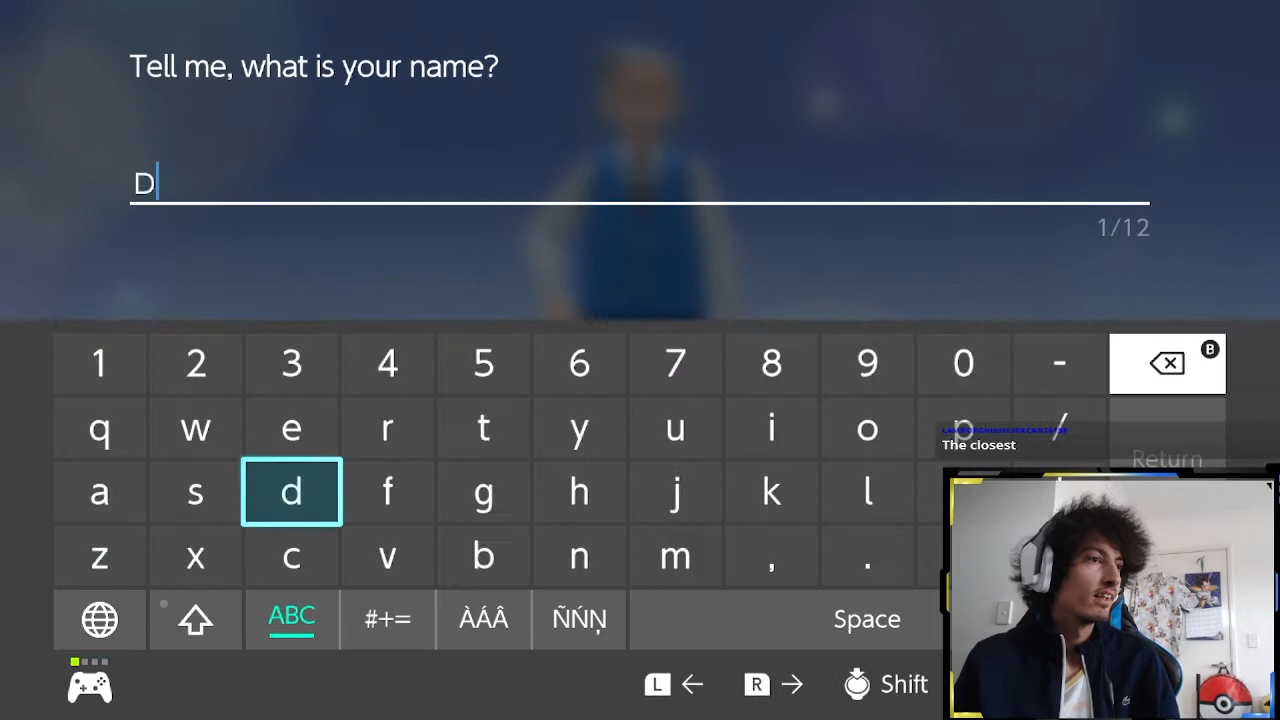 Tell me, what is your name?
D
1/12
1 2 3 4 5 6 7 8 9 0 - B
q w e r t y u i o p /
The closest
Return
a s d f g h j k l
z x c v b n m , .
ABC #+= ÀÁÂ ÑŃŅ Space
L ← R → Shift